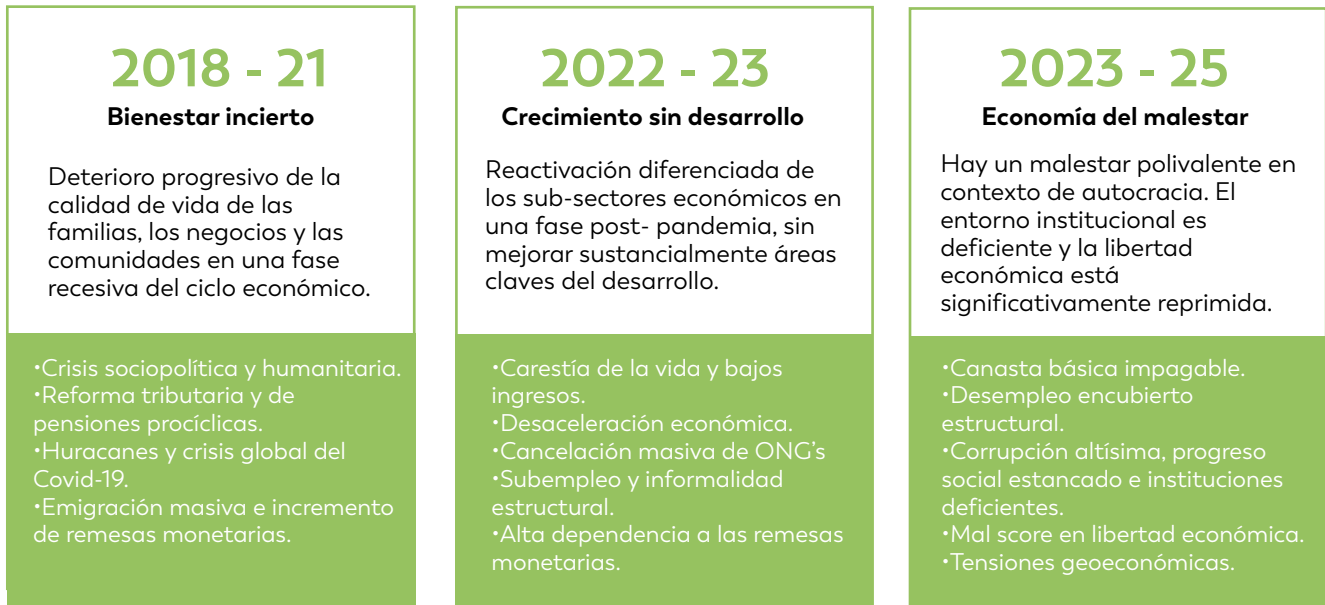 2018 - 21
Bienestar incierto
Deterioro progresivo de la
calidad de vida de las
familias, los negocios y las
comunidades en una fase
recesiva del ciclo económico.
•Crisis sociopolítica y humanitaria.
•Reforma tributaria y de
pensiones procíclicas.
•Huracanes y crisis global del
Covid-19.
•Emigración masiva e incremento
de remesas monetarias.
2022 - 23
Crecimiento sin desarrollo
Reactivación diferenciada de
los sub-sectores económicos en
una fase post- pandemia, sin
mejorar sustancialmente áreas
claves del desarrollo.
•Carestía de la vida y bajos
ingresos.
•Desaceleración económica.
•Cancelación masiva de ONG’s
•Subempleo y informalidad
estructural.
•Alta dependencia a las remesas
monetarias.
2023 - 25
Economía del malestar
Hay un malestar polivalente en
contexto de autocracia. El
entorno institucional es
deficiente y la libertad
económica está
significativamente reprimida.
•Canasta básica impagable.
•Desempleo encubierto
estructural.
•Corrupción altísima, progreso
social estancado e instituciones
deficientes.
•Mal score en libertad económica.
•Tensiones geoeconómicas.